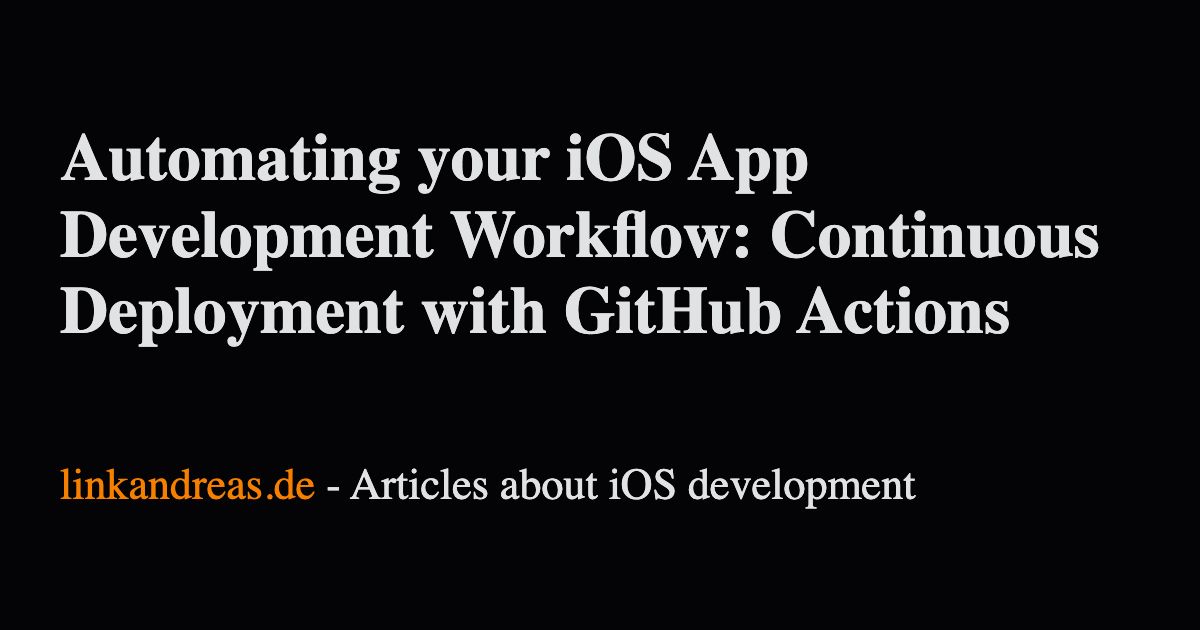 Automating your iOS App
Development Workflow: Continuous
Deployment with GitHub Actions
linkandreas.de - Articles about iOS development